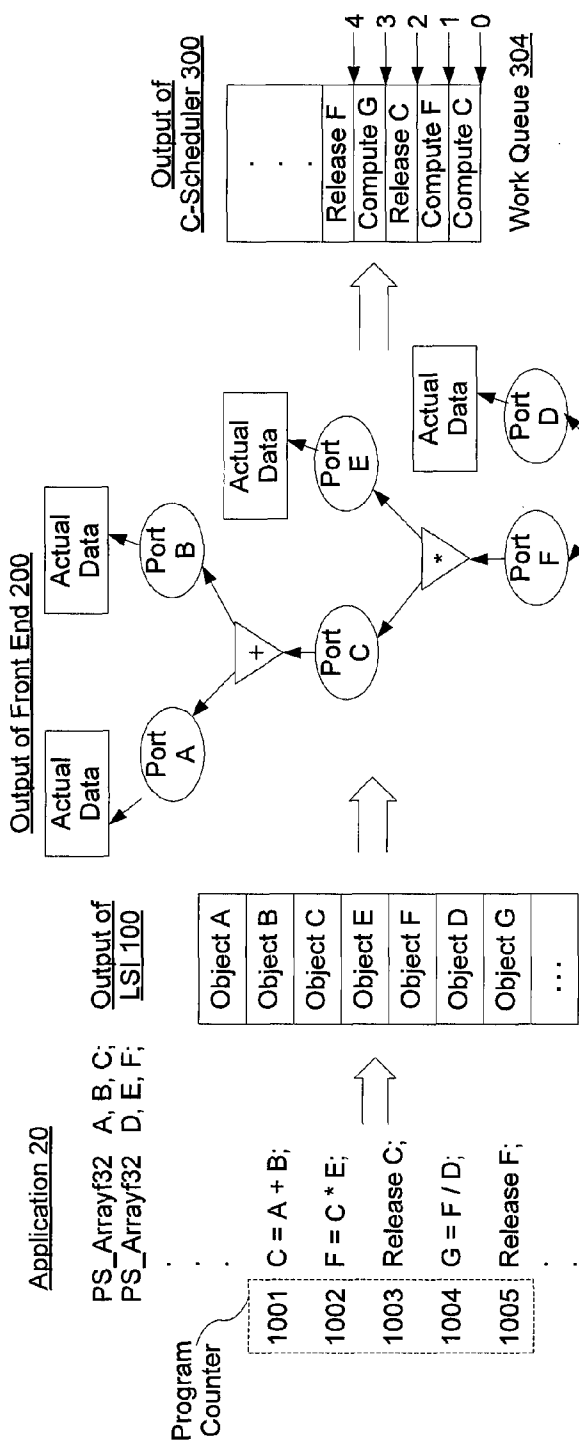 Application 20
PS_Arrayf32 A, B, C;
PS_Arrayf32 D, E, F;
.
.
.
Program
Counter
1001 C = A + B;
1002 F = C * E;
1003 Release C;
1004 G = F / D;
1005 Release F;
.
.
Output of
LSI 100
Object A
Object B
Object C
Object E
Object F
Object D
Object G
...
Output of Front End 200
Actual
Data
Actual
Data
Port
A
Port
B
+
Actual
Data
Port
C
Port
E
*
Actual
Data
Port
F
Port
D
Output of
C-Scheduler 300
.
.
.
Release F
4
Compute G
3
Release C
2
Compute F
1
Compute C
0
Work Queue 304